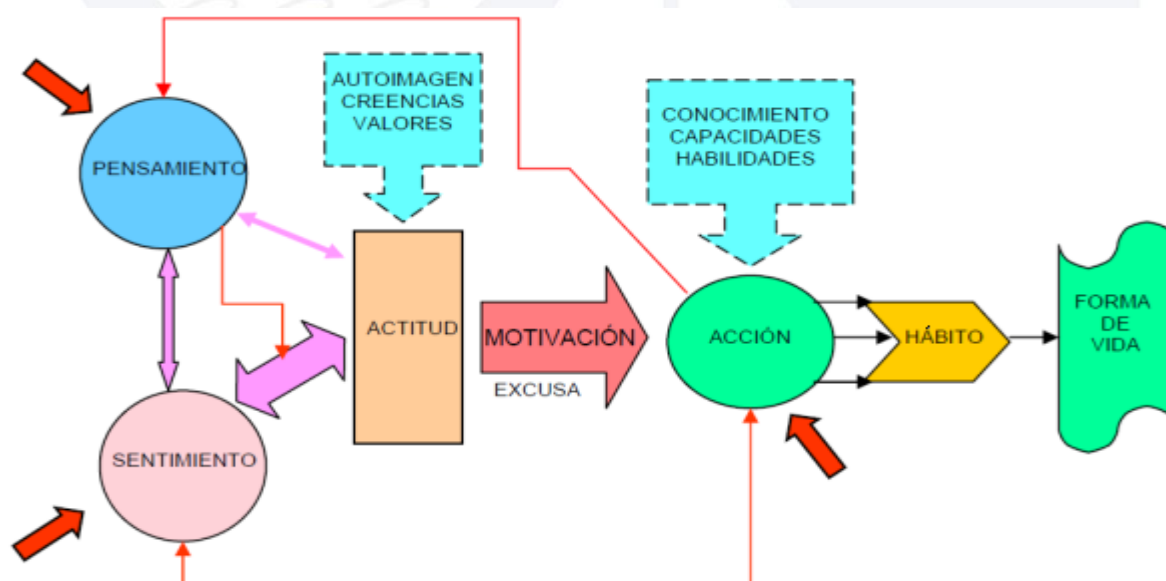 AUTOIMAGEN
CREENCIAS
VALORES
CONOCIMIENTO
CAPACIDADES
HABILIDADES
PENSAMIENTO
ACTITUD
MOTIVACIÓN
EXCUSA
ACCIÓN
HÁBITO
FORMA
DE
VIDA
SENTIMIENTO